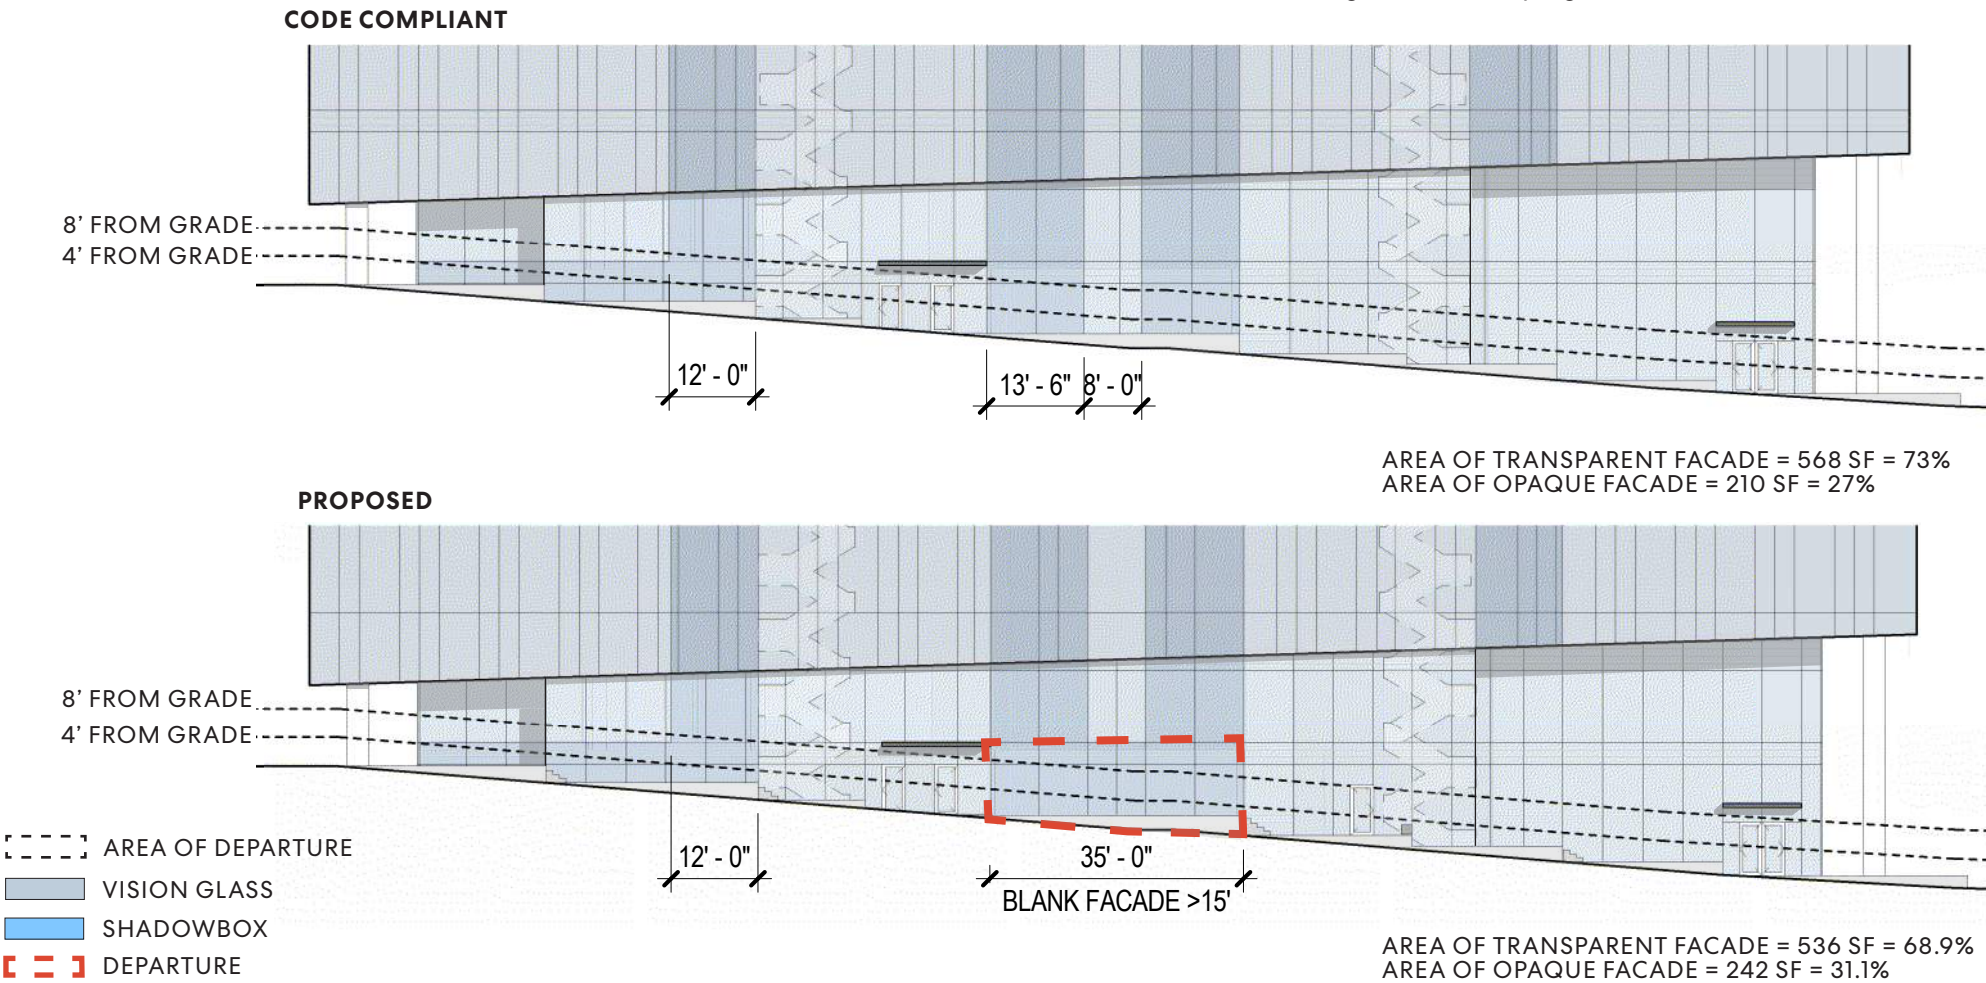 CODE COMPLIANT
8' FROM GRADE
4' FROM GRADE
12' - 0"
13' - 6"
8' - 0"
AREA OF TRANSPARENT FACADE = 568 SF = 73%
AREA OF OPAQUE FACADE = 210 SF = 27%
PROPOSED
8' FROM GRADE
4' FROM GRADE
12' - 0"
35' - 0"
BLANK FACADE >15'
AREA OF DEPARTURE
VISION GLASS
SHADOWBOX
DEPARTURE
AREA OF TRANSPARENT FACADE = 536 SF = 68.9%
AREA OF OPAQUE FACADE = 242 SF = 31.1%